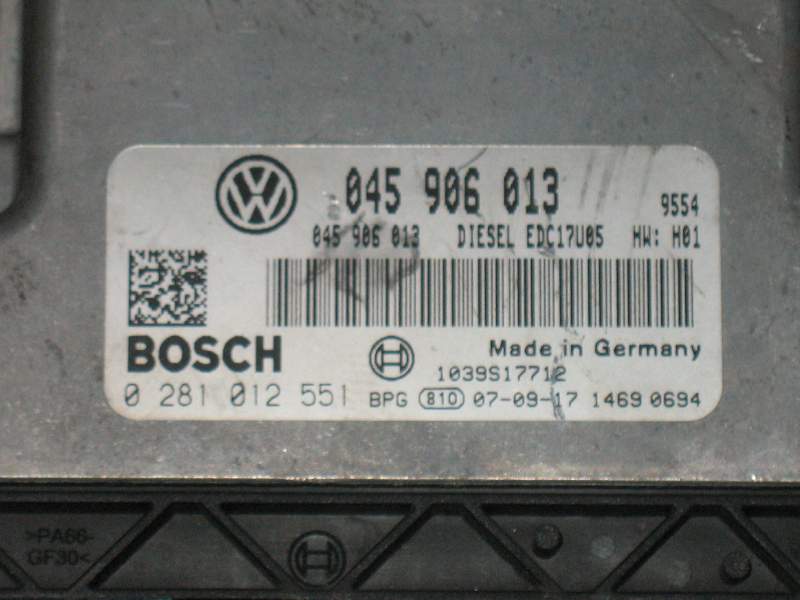 045 906 013
9554
045 906 013 DIESEL EDC17U05 HW: H01
BOSCH
Made in Germany
1039S17712
0 281 012 551 BPG 810 07-09-17 1469 0694
>PA66-
GF30<